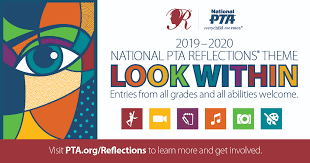 R
National
PTA
everychild. onevoice.
2019–2020
NATIONAL PTA REFLECTIONS® THEME
LOOK WITHIN
Entries from all grades and all abilities welcome.
Visit PTA.org/Reflections to learn more and get involved.